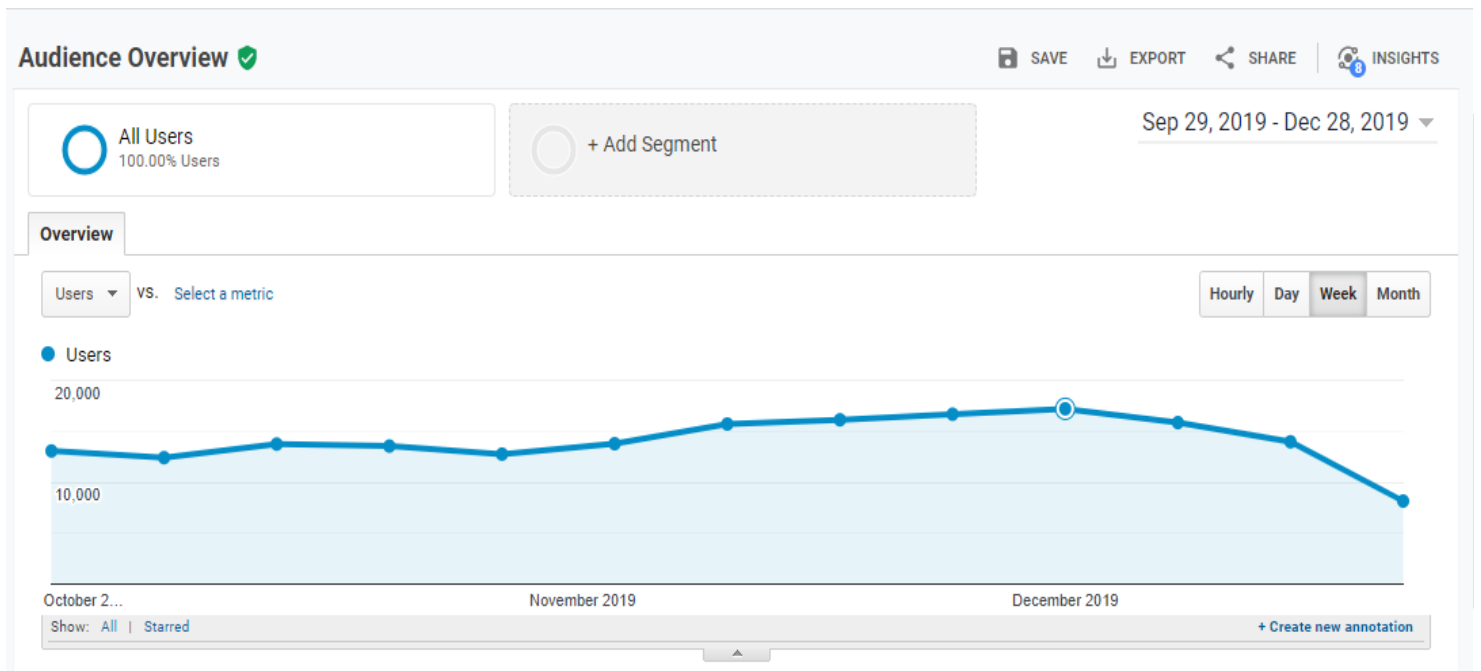 Audience Overview
SAVE EXPORT SHARE 8 INSIGHTS
All Users
100.00% Users
+ Add Segment
Sep 29, 2019 - Dec 28, 2019
Overview
Users VS. Select a metric
Hourly Day Week Month
Users
20,000
10,000
October 2... November 2019 December 2019
Show: All | Starred + Create new annotation